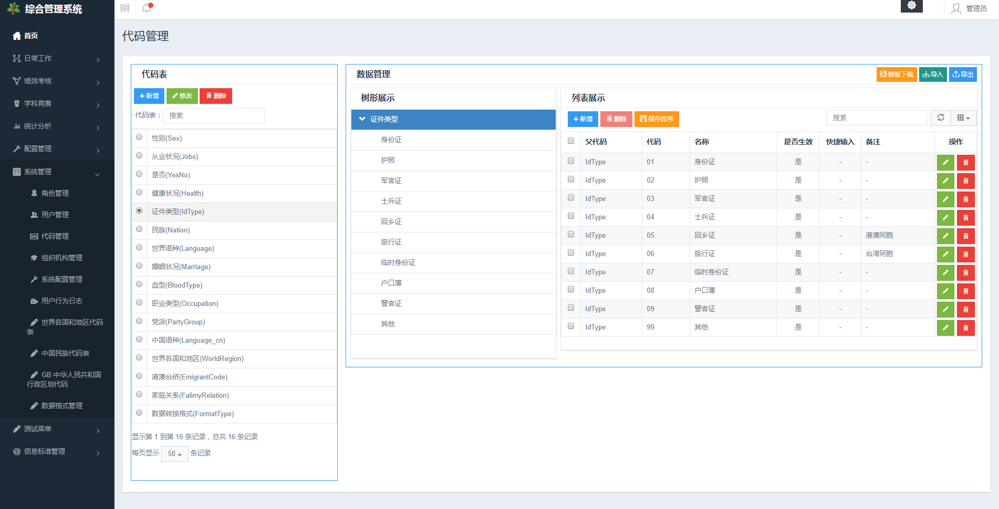 综合管理系统
管理员
首页
日常工作
绩效考核
学科竞赛
统计分析
配置管理
系统管理
角色管理
用户管理
代码管理
组织机构管理
系统配置管理
用户行为日志
世界各国和地区代码
表
中国民族代码表
GB 中华人民共和国
行政区划代码
数据格式管理
测试菜单
信息标准管理
代码管理
代码表
新增
修改
删除
代码表：
搜索
性别(Sex)
从业状况(Jobs)
是否(YesNo)
健康状况(Health)
证件类型(IdType)
民族(Nation)
世界语种(Language)
婚姻状况(Marriage)
血型(BloodType)
职业类型(Occupation)
党派(PartyGroup)
中国语种(Language_cn)
世界各国和地区(WorldRegion)
港澳台侨(EmigrantCode)
家庭关系(FalimyRelation)
数据转换格式(FormatType)
显示第 1 到第 16 条记录，总共 16 条记录
每页显示 50 条记录
数据管理
模板下载 导入 导出
树形展示
证件类型
身份证
护照
军官证
士兵证
回乡证
旅行证
临时身份证
户口薄
警官证
其他
列表展示
新增 删除 保存排序 搜索
父代码 代码 名称 是否生效 快捷输入 备注 操作
IdType 01 身份证 是 - -
IdType 02 护照 是 - -
IdType 03 军官证 是 - -
IdType 04 士兵证 是 - -
IdType 05 回乡证 是 - 港澳同胞
IdType 06 旅行证 是 - 台湾同胞
IdType 07 临时身份证 是 - -
IdType 08 户口薄 是 - -
IdType 09 警官证 是 - -
IdType 99 其他 是 - -